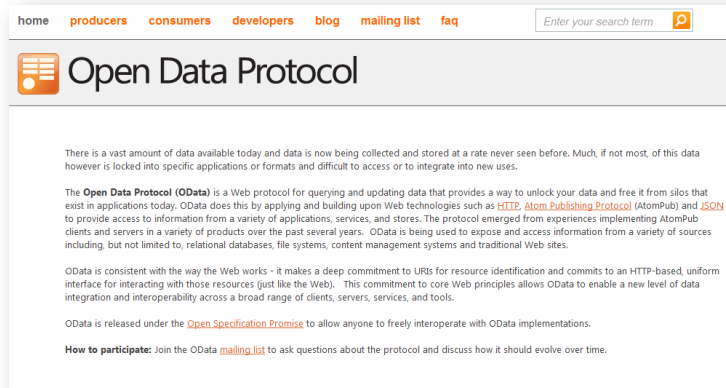 home producers consumers developers blog mailing list faq Enter your search term
Open Data Protocol
There is a vast amount of data available today and data is now being collected and stored at a rate never seen before. Much, if not most, of this data
however is locked into specific applications or formats and difficult to access or to integrate into new uses.
The Open Data Protocol (OData) is a Web protocol for querying and updating data that provides a way to unlock your data and free it from silos that
exist in applications today. OData does this by applying and building upon Web technologies such as HTTP, Atom Publishing Protocol (AtomPub) and JSON
to provide access to information from a variety of applications, services, and stores. The protocol emerged from experiences implementing AtomPub
clients and servers in a variety of products over the past several years. OData is being used to expose and access information from a variety of sources
including, but not limited to, relational databases, file systems, content management systems and traditional Web sites.
OData is consistent with the way the Web works - it makes a deep commitment to URIs for resource identification and commits to an HTTP-based, uniform
interface for interacting with those resources (just like the Web). This commitment to core Web principles allows OData to enable a new level of data
integration and interoperability across a broad range of clients, servers, services, and tools.
OData is released under the Open Specification Promise to allow anyone to freely interoperate with OData implementations.
How to participate: Join the OData mailing list to ask questions about the protocol and discuss how it should evolve over time.